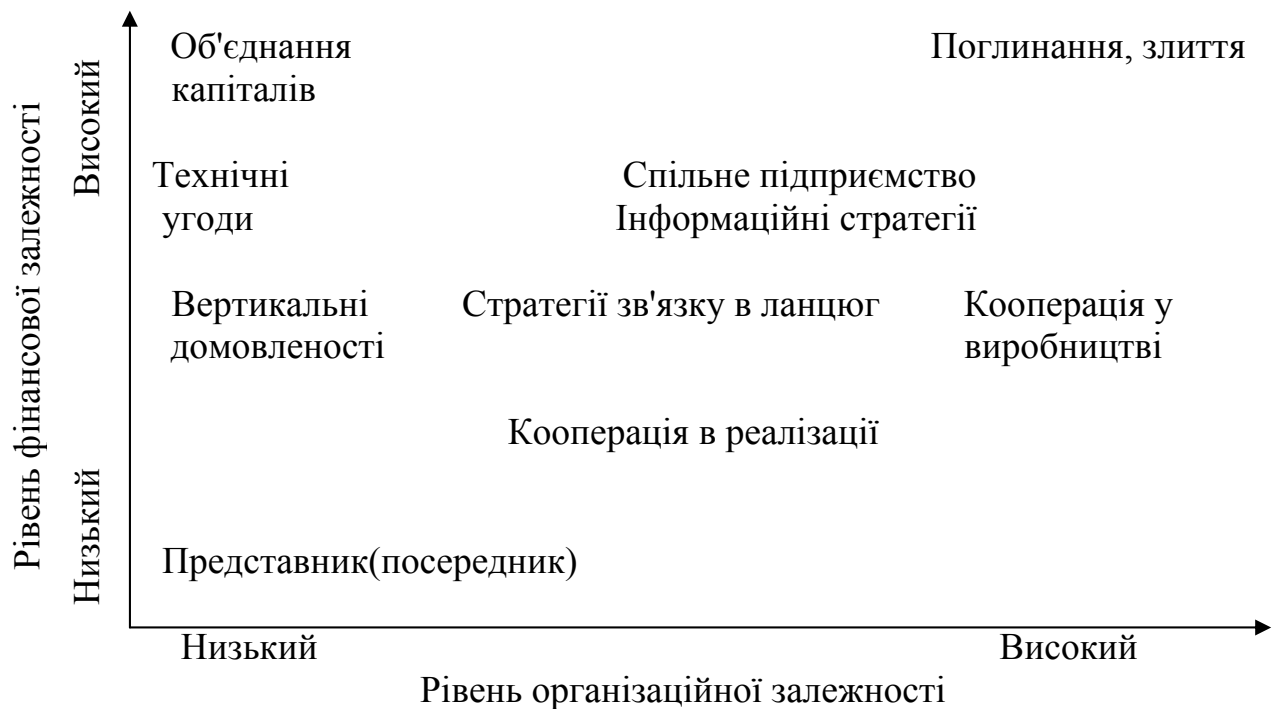 Рівень фінансової залежності
Високий
Низький
Об'єднання
капіталів
Поглинання, злиття
Технічні
угоди
Спільне підприємство
Інформаційні стратегії
Вертикальні
домовленості
Стратегії зв'язку в ланцюг
Кооперація у
виробництві
Кооперація в реалізації
Представник(посередник)
Низький
Високий
Рівень організаційної залежності